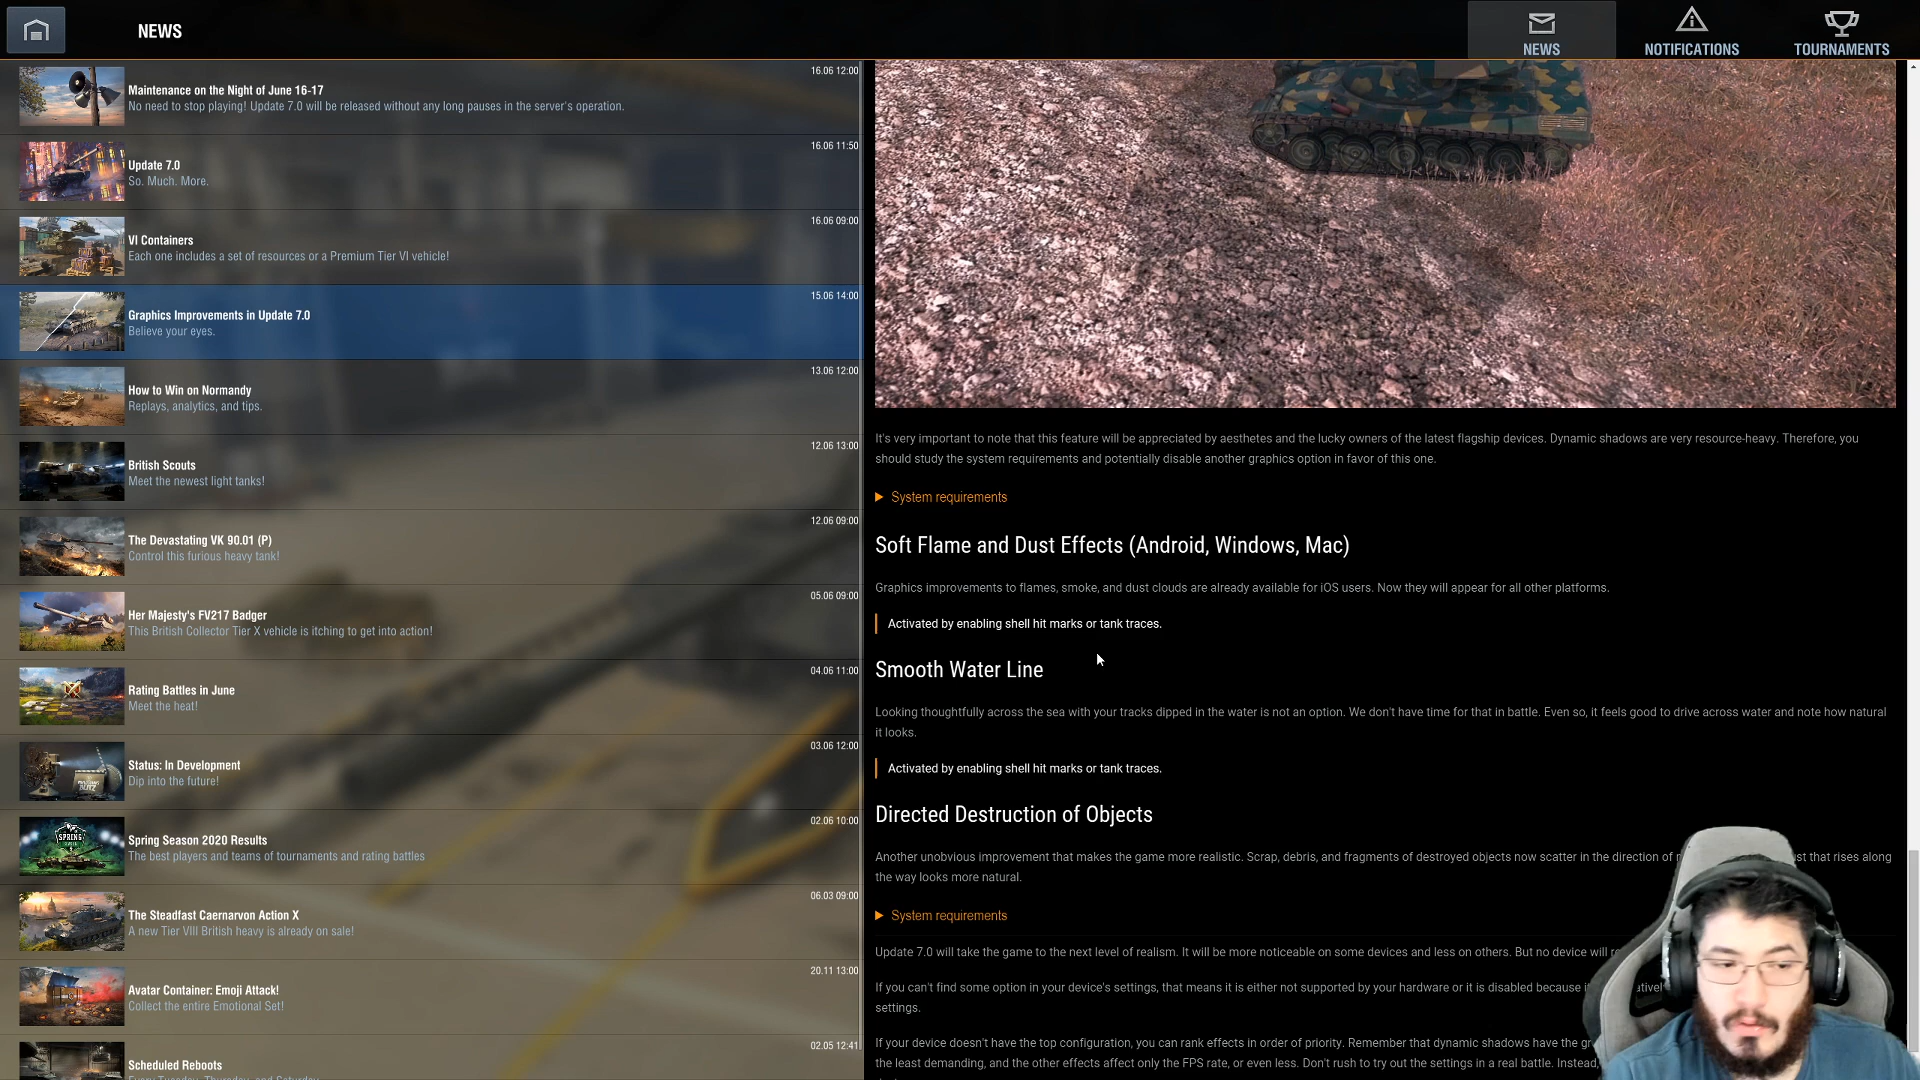 NEWS
NEWS
NOTIFICATIONS
TOURNAMENTS
16.06 12:00
Maintenance on the Night of June 16-17
No need to stop playing! Update 7.0 will be released without any long pauses in the server's operation.
16.06 11:50
Update 7.0
So. Much. More.
16.06 09:00
VI Containers
Each one includes a set of resources or a Premium Tier VI vehicle!
15.06 14:00
Graphics Improvements in Update 7.0
Believe your eyes.
13.06 12:00
How to Win on Normandy
Replays, analytics, and tips.
12.06 13:00
British Scouts
Meet the newest light tanks!
12.06 09:00
The Devastating VK 90.01 (P)
Control this furious heavy tank!
05.06 09:00
Her Majesty's FV217 Badger
This British Collector Tier X vehicle is itching to get into action!
04.06 11:00
Rating Battles in June
Meet the heat!
03.06 12:00
Status: In Development
Dip into the future!
02.06 10:00
Spring Season 2020 Results
The best players and teams of tournaments and rating battles
06.03 09:00
The Steadfast Caernarvon Action X
A new Tier VIII British heavy is already on sale!
20.11 13:00
Avatar Container: Emoji Attack!
Collect the entire Emotional Set!
02.05 12:41
Scheduled Reboots
It's very important to note that this feature will be appreciated by aesthetes and the lucky owners of the latest flagship devices. Dynamic shadows are very resource-heavy. Therefore, you
should study the system requirements and potentially disable another graphics option in favor of this one.
System requirements
Soft Flame and Dust Effects (Android, Windows, Mac)
Graphics improvements to flames, smoke, and dust clouds are already available for iOS users. Now they will appear for all other platforms.
Activated by enabling shell hit marks or tank traces.
Smooth Water Line
Looking thoughtfully across the sea with your tracks dipped in the water is not an option. We don't have time for that in battle. Even so, it feels good to drive across water and note how natural
it looks.
Activated by enabling shell hit marks or tank traces.
Directed Destruction of Objects
Another unobvious improvement that makes the game more realistic. Scrap, debris, and fragments of destroyed objects now scatter in the direction of that rises along
the way looks more natural.
System requirements
Update 7.0 will take the game to the next level of realism. It will be more noticeable on some devices and less on others. But no device will
If you can't find some option in your device's settings, that means it is either not supported by your hardware or it is disabled because
settings.
If your device doesn't have the top configuration, you can rank effects in order of priority. Remember that dynamic shadows have the
the least demanding, and the other effects affect only the FPS rate, or even less. Don't rush to try out the settings in a real battle. Instead,